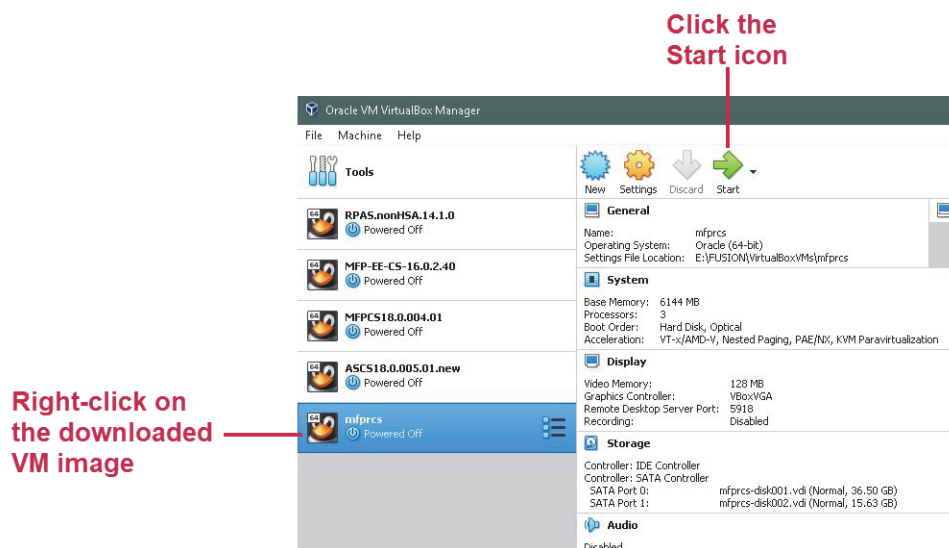 Click the
Start icon
Oracle VM VirtualBox Manager
File Machine Help
Tools
New Settings Discard Start
64 RPAS.nonHSA.14.1.0
Powered Off
64 MFP-EE-CS-16.0.2.40
Powered Off
64 MFPCS18.0.004.01
Powered Off
64 ASCS18.0.005.01.new
Powered Off
64 mfprcs
Powered Off
Right-click on
the downloaded
VM image
General
Name: mfprcs
Operating System: Oracle (64-bit)
Settings File Location: E:\FUSION\VirtualBoxVMs\mfprcs
System
Base Memory: 6144 MB
Processors: 3
Boot Order: Hard Disk, Optical
Acceleration: VT-x/AMD-V, Nested Paging, PAE/NX, KVM Paravirtualization
Display
Video Memory: 128 MB
Graphics Controller: VBoxVGA
Remote Desktop Server Port: 5918
Recording: Disabled
Storage
Controller: IDE Controller
Controller: SATA Controller
SATA Port 0: mfprcs-disk001.vdi (Normal, 36.50 GB)
SATA Port 1: mfprcs-disk002.vdi (Normal, 15.63 GB)
Audio
Disabled